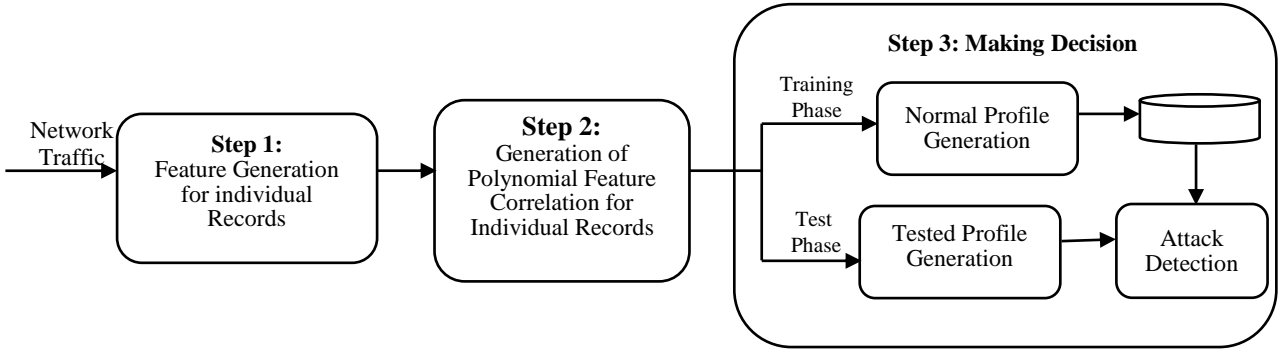 Network
Traffic
Step 1:
Feature Generation
for individual
Records
Step 2:
Generation of
Polynomial Feature
Correlation for
Individual Records
Step 3: Making Decision
Training
Phase
Normal Profile
Generation
Test
Phase
Tested Profile
Generation
Attack
Detection